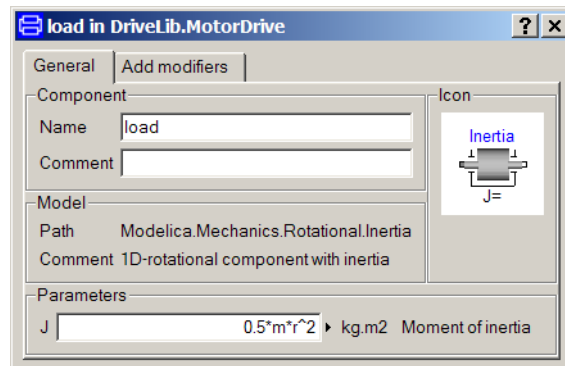 load in DriveLib.MotorDrive ? ×
General Add modifiers
Component
Name load
Comment
Icon
Inertia
J=
Model
Path Modelica.Mechanics.Rotational.Inertia
Comment 1D-rotational component with inertia
Parameters
J 0.5*m*r^2 kg.m2 Moment of inertia